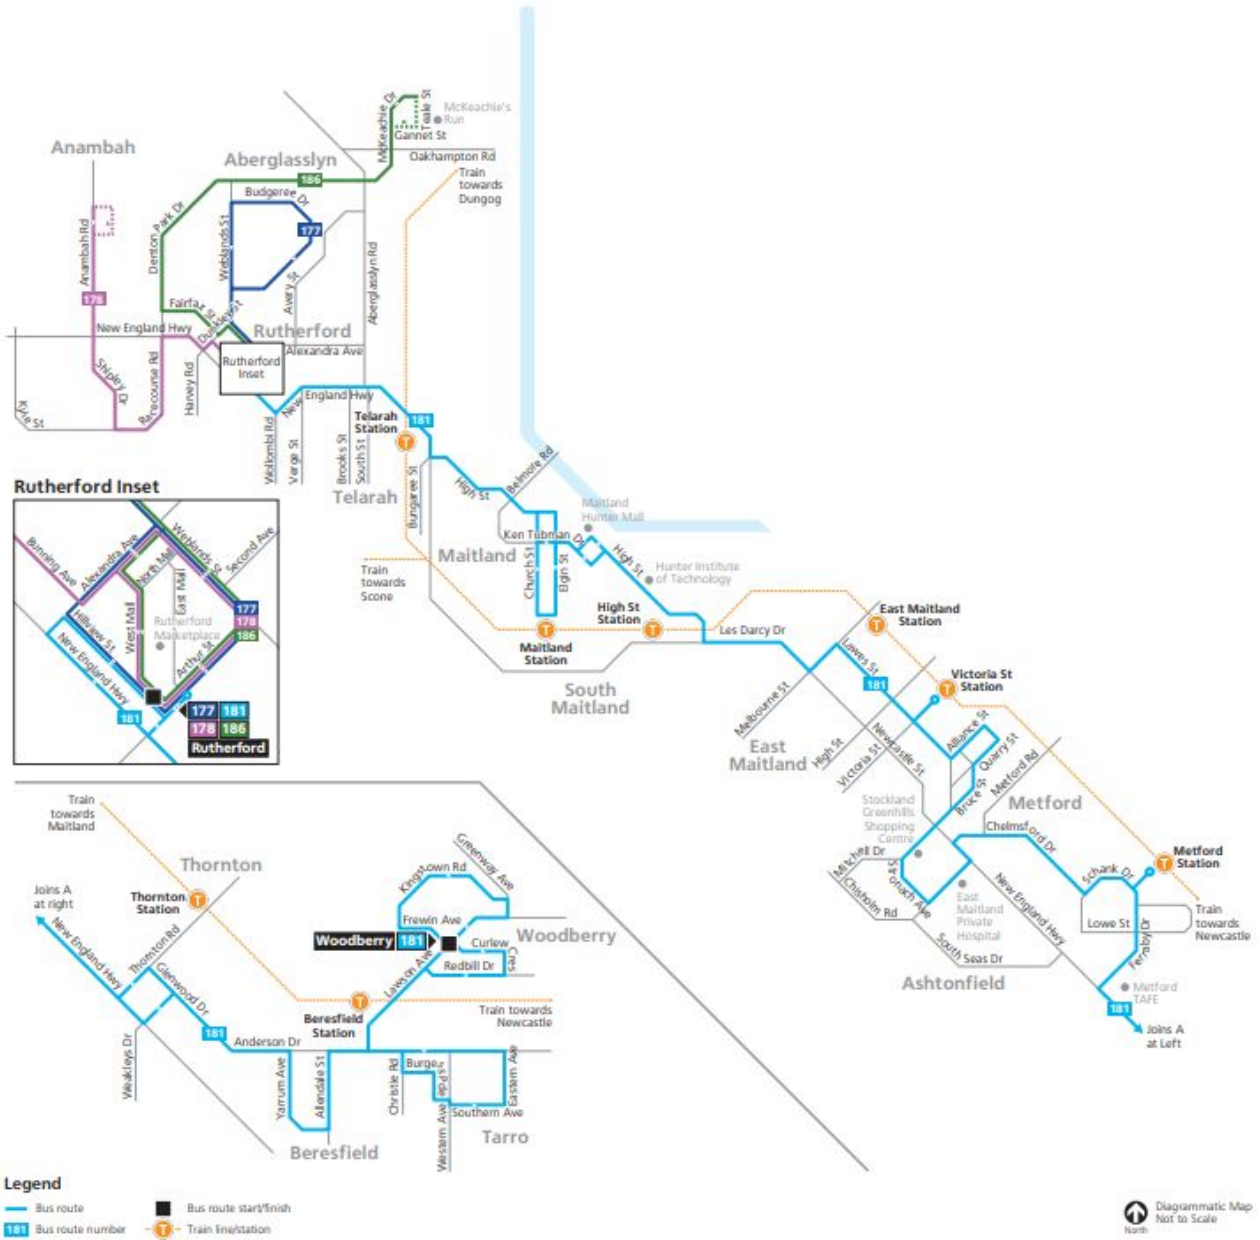 McKeachie Dr
Teale St
McKeachie's
Run
Gannet St
Oakhampton Rd
Anambah
Aberglasslyn
186
Train
towards
Dungog
Budgeree Dr
177
Denton Park Dr
Weblands St
Anambah Rd
178
Avery St
Aberglasslyn Rd
Fairfax St
Dunkley St
New England Hwy
Rutherford
Alexandra Ave
Rutherford
Inset
Shipley Dr
Racecourse Rd
Harvey Rd
Kyle St
New England Hwy
Telarah
Station
181
T
Wollombi Rd
Verge St
Brooks St
South St
Telarah
Bungaree St
High St
Belmore Rd
Maitland
Hunter Mall
Ken Tubman Dr
Maitland
High St
Church St
Elgin St
Hunter Institute
of Technology
Train
towards
Scone
High St
Station
T
T
Maitland
Station
Les Darcy Dr
East Maitland
Station
T
South
Maitland
Lawes St
181
Victoria St
Station
T
Melbourne St
East
Maitland
High St
Victoria St
Newcastle St
Alliance St
Quarry St
Bruce St
Metford Rd
Metford
Stockland
Greenhills
Shopping
Centre
Chelmsford Dr
Mitchell Dr
Chisholm Rd
Stronach Ave
Schank Dr
Metford
Station
T
East
Maitland
Private
Hospital
New England Hwy
Lowe St
Ferraby Dr
Train
towards
Newcastle
South Seas Dr
Ashtonfield
Metford
TAFE
181
Joins A
at Left
Rutherford Inset
Bunning Ave
Alexandra Ave
Weblands St
Second Ave
North Mall
East Mall
West Mall
Rutherford
Marketplace
Hillview St
Arthur St
New England Hwy
177
178
186
181
177 181
178 186
Rutherford
Train
towards
Maitland
Thornton
Thornton
Station
T
Joins A
at right
New England Hwy
Thornton Rd
Glenwood Dr
Weakleys Dr
181
Anderson Dr
Yarrum Ave
Allendale St
Beresfield
Kingstown Rd
Greenway Ave
Frewin Ave
Woodberry 181
Curlew
Cres
Redbill Dr
Woodberry
Lawson Ave
T
Beresfield
Station
Train towards
Newcastle
Christie Rd
Burgess Pde
Western Ave
Eastern Ave
Southern Ave
Tarro
Legend
Bus route
181 Bus route number
Bus route start/finish
T Train line/station
North
Diagrammatic Map
Not to Scale